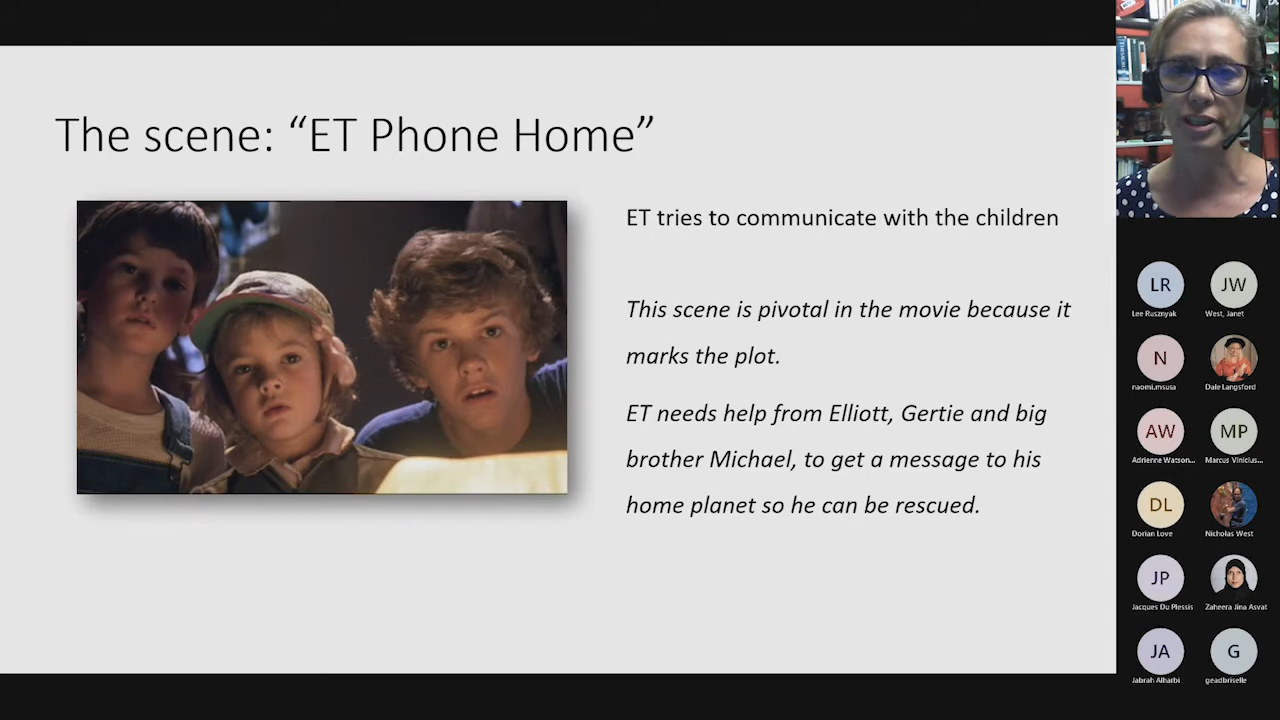 The scene: “ET Phone Home”
ET tries to communicate with the children
This scene is pivotal in the movie because it
marks the plot.
ET needs help from Elliott, Gertie and big
brother Michael, to get a message to his
home planet so he can be rescued.
LR
JW
Lee Rusznyak
West, Janet
N
naomi.msusa
Dale Langsford
AW
MP
Adrienne Watson...
Marcus Vinicius...
DL
Dorian Love
Nicholas West
JP
Jacques Du Plessis
Zaheera Jina Asvat
JA
G
Jabrah Alharbi
geadbriselle